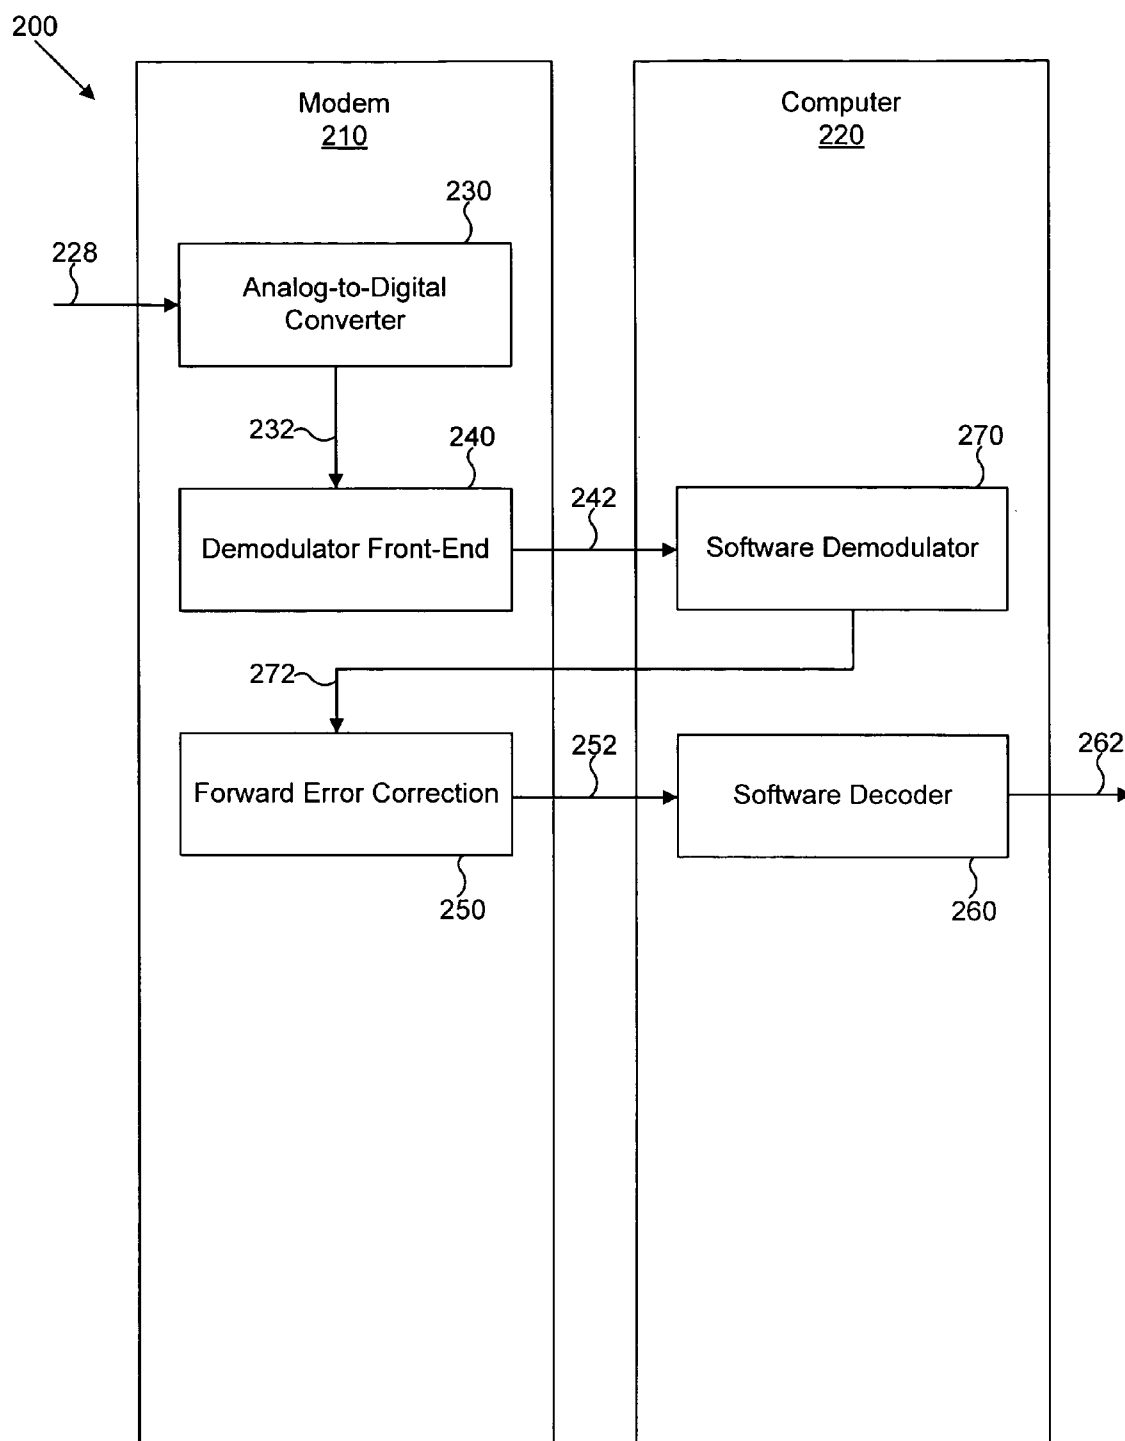 200
Modem
210
Computer
220
230
228
Analog-to-Digital
Converter
232
240
270
242
Demodulator Front-End
Software Demodulator
272
252
262
Forward Error Correction
Software Decoder
250
260